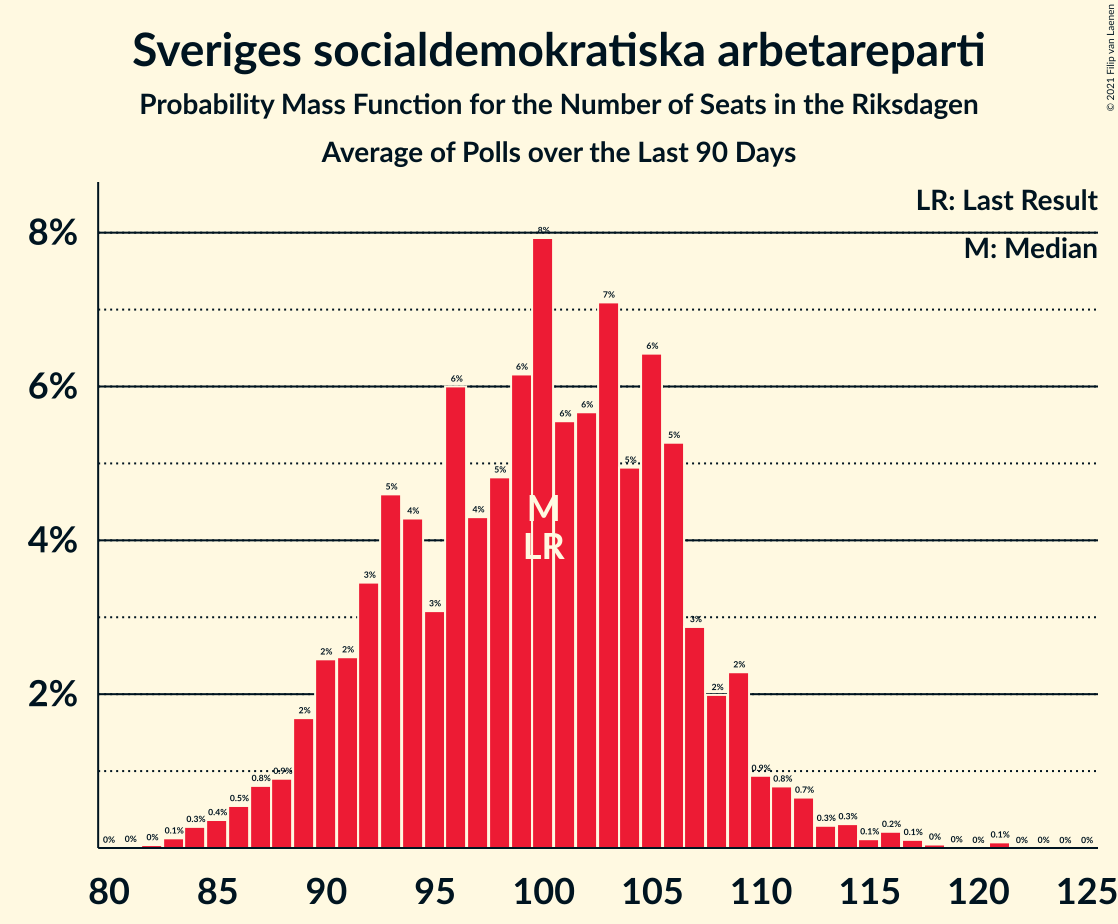 Sveriges socialdemokratiska arbetareparti
Probability Mass Function for the Number of Seats in the Riksdagen
Average of Polls over the Last 90 Days
© 2021 Filip van Laenen
LR: Last Result
M: Median
8%
6%
4%
2%
0% 0% 0% 0.1% 0.3% 0.4% 0.5% 0.8% 0.9% 2% 2% 2% 3% 5% 4% 3% 6% 4% 5% 6% 8% 6% 6% 7% 5% 6% 5% 3% 2% 2% 0.9% 0.8% 0.7% 0.3% 0.3% 0.1% 0.2% 0.1% 0% 0% 0% 0.1% 0% 0% 0% 0%
M
LR
80 85 90 95 100 105 110 115 120 125